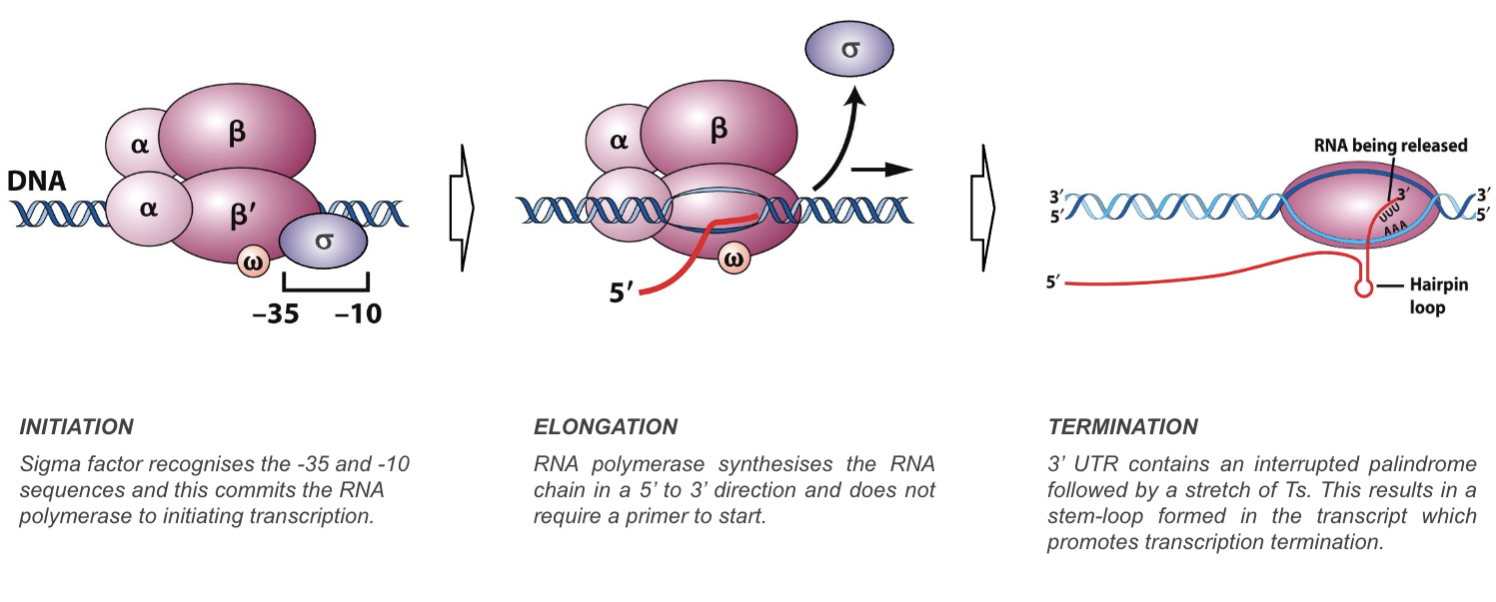 DNA
α
β
α
β′
σ
ω
–35 –10
σ
α
β
ω
5′
RNA being released
3′
5′
3′
UUU
AAA
3′
5′
5′
Hairpin
loop
INITIATION
Sigma factor recognises the -35 and -10
sequences and this commits the RNA
polymerase to initiating transcription.
ELONGATION
RNA polymerase synthesises the RNA
chain in a 5’ to 3’ direction and does not
require a primer to start.
TERMINATION
3’ UTR contains an interrupted palindrome
followed by a stretch of Ts. This results in a
stem-loop formed in the transcript which
promotes transcription termination.